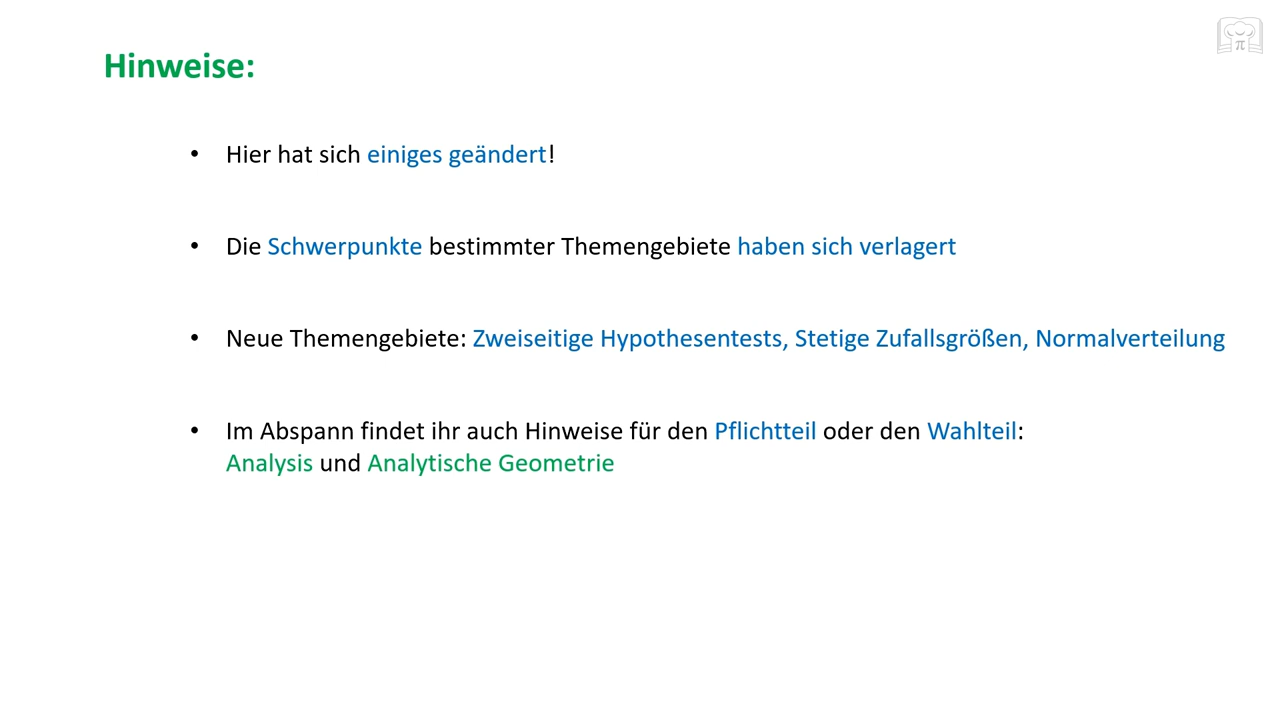 Hinweise:
• Hier hat sich einiges geändert!
• Die Schwerpunkte bestimmter Themengebiete haben sich verlagert
• Neue Themengebiete: Zweiseitige Hypothesentests, Stetige Zufallsgrößen, Normalverteilung
• Im Abspann findet ihr auch Hinweise für den Pflichtteil oder den Wahlteil:
Analysis und Analytische Geometrie
π